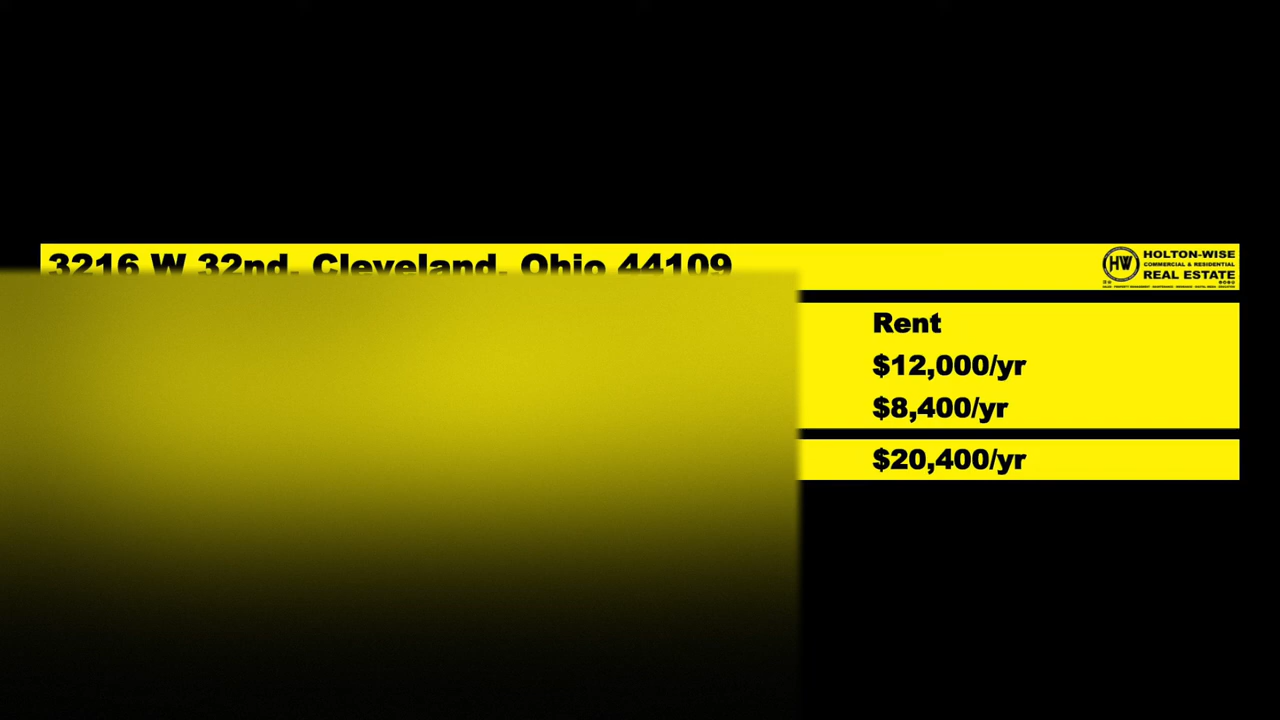 3216 W 32nd, Cleveland, Ohio 44109
HOLTON-WISE
COMMERCIAL & RESIDENTIAL
REAL ESTATE
HW
Rent
$12,000/yr
$8,400/yr
$20,400/yr